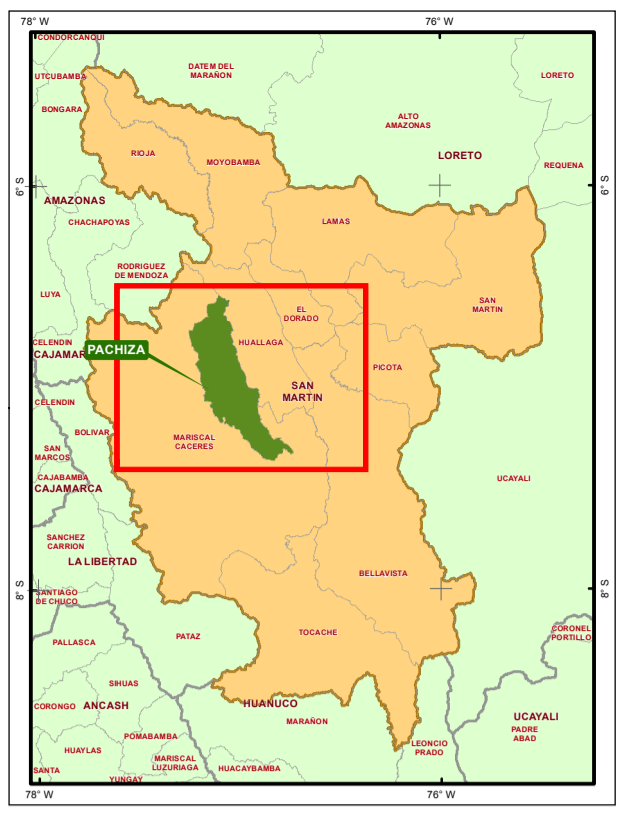 78° W
76° W
CONDORCANQUI
DATEM DEL
MARAÑON
UTCUBAMBA
LORETO
BONGARA
ALTO
AMAZONAS
RIOJA
LORETO
MOYOBAMBA
REQUENA
6° S
6° S
AMAZONAS
CHACHAPOYAS
LAMAS
RODRIGUEZ
DE MENDOZA
LUYA
SAN
MARTIN
EL
DORADO
CELENDIN
HUALLAGA
PACHIZA
CAJAMAR
PICOTA
SAN
MARTIN
CELENDIN
BOLIVAR
MARISCAL
CACERES
SAN
MARCOS
CAJABAMBA
UCAYALI
CAJAMARCA
SANCHEZ
CARRION
LA LIBERTAD
BELLAVISTA
8° S
8° S
SANTIAGO
DE CHUCO
CORONEL
PORTILLO
TOCACHE
PATAZ
PALLASCA
SIHUAS
CORONGO
ANCASH
HUANUCO
MARAÑON
UCAYALI
PADRE
ABAD
POMABAMBA
LEONCIO
PRADO
HUAYLAS
MARISCAL
LUZURIAGA
HUACAYBAMBA
SANTA
YUNGAY
78° W
76° W